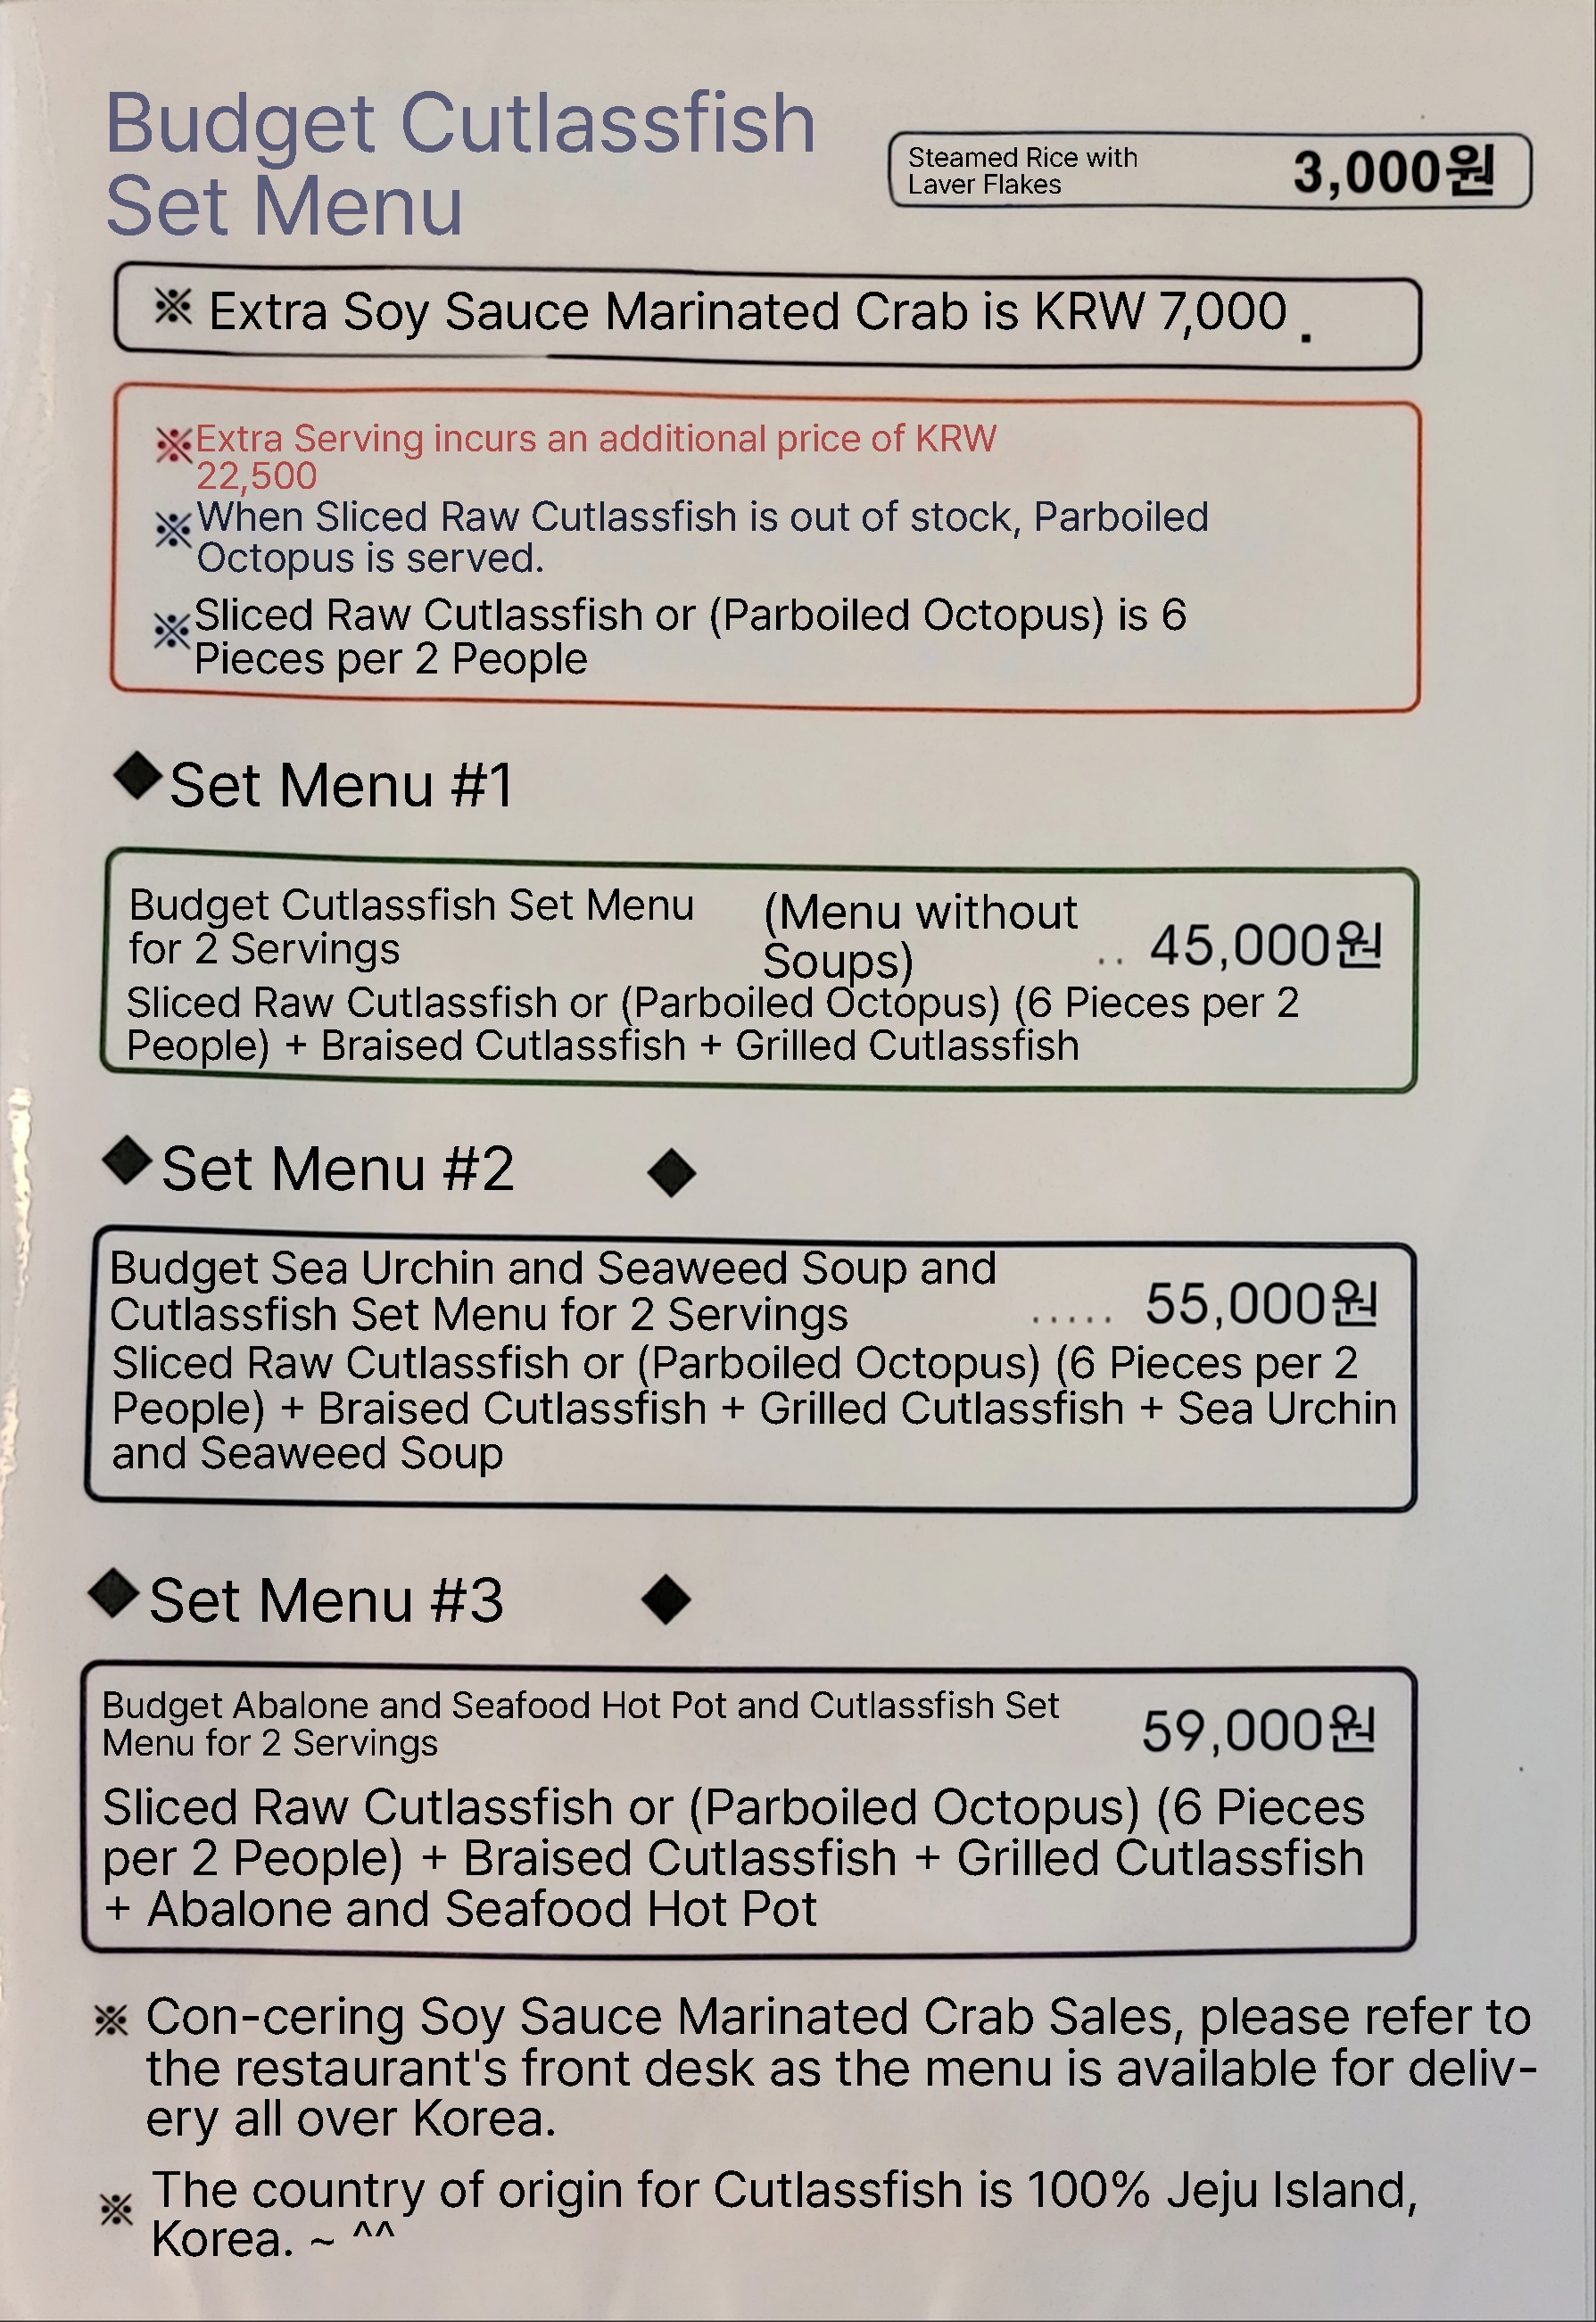 Budget Cutlassfish
Set Menu
Steamed Rice with
Laver Flakes
3,000원
※ Extra Soy Sauce Marinated Crab is KRW 7,000 .
※Extra Serving incurs an additional price of KRW
22,500
※When Sliced Raw Cutlassfish is out of stock, Parboiled
Octopus is served.
※Sliced Raw Cutlassfish or (Parboiled Octopus) is 6
Pieces per 2 People
◆Set Menu #1
Budget Cutlassfish Set Menu
for 2 Servings
(Menu without
Soups)
.. 45,000원
Sliced Raw Cutlassfish or (Parboiled Octopus) (6 Pieces per 2
People) + Braised Cutlassfish + Grilled Cutlassfish
◆Set Menu #2 ◆
Budget Sea Urchin and Seaweed Soup and
Cutlassfish Set Menu for 2 Servings
..... 55,000원
Sliced Raw Cutlassfish or (Parboiled Octopus) (6 Pieces per 2
People) + Braised Cutlassfish + Grilled Cutlassfish + Sea Urchin
and Seaweed Soup
◆Set Menu #3 ◆
Budget Abalone and Seafood Hot Pot and Cutlassfish Set
Menu for 2 Servings
59,000원
Sliced Raw Cutlassfish or (Parboiled Octopus) (6 Pieces
per 2 People) + Braised Cutlassfish + Grilled Cutlassfish
+ Abalone and Seafood Hot Pot
※ Con-cering Soy Sauce Marinated Crab Sales, please refer to
the restaurant's front desk as the menu is available for deliv-
ery all over Korea.
※ The country of origin for Cutlassfish is 100% Jeju Island,
Korea. ~ ^^